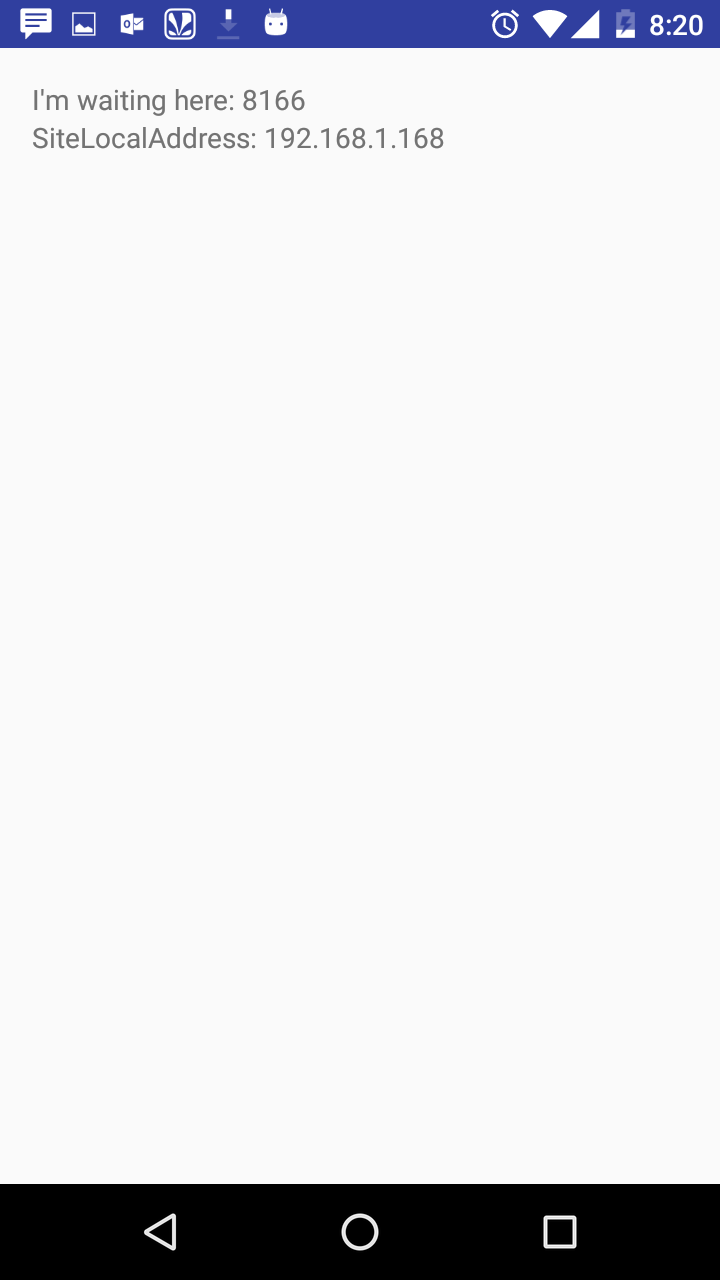 8:20
I'm waiting here: 8166
SiteLocalAddress: 192.168.1.168